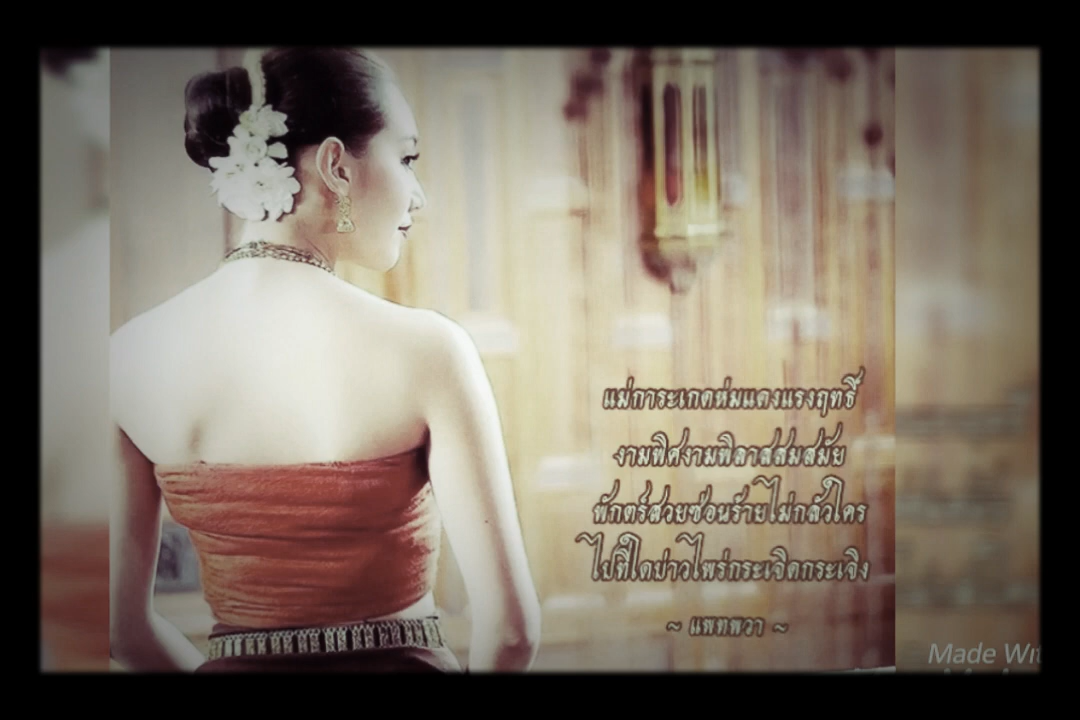 แม่การะเกดห่มแดงแรงฤทธิ์
งามพิศงามพิลาสสมสมัย
พักตร์สวยซ่อนร้ายไม่กลัวใคร
ไปที่ใดบ่าวไพร่กระเจิดกระเจิง
~ แพทพวา ~
Made Wit